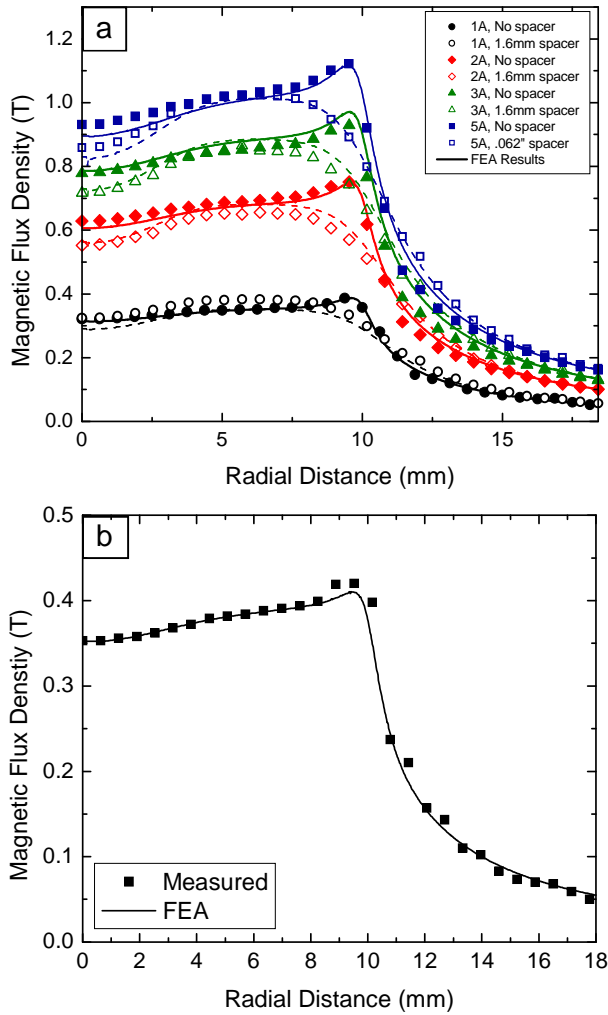 a
1.2
1.0
0.8
0.6
0.4
0.2
0.0
Magnetic Flux Density (T)
1A, No spacer
1A, 1.6mm spacer
2A, No spacer
2A, 1.6mm spacer
3A, No spacer
3A, 1.6mm spacer
5A, No spacer
5A, .062" spacer
FEA Results
0 5 10 15
Radial Distance (mm)
b
0.5
0.4
0.3
0.2
0.1
0.0
Magnetic Flux Denstiy (T)
Measured
FEA
0 2 4 6 8 10 12 14 16 18
Radial Distance (mm)